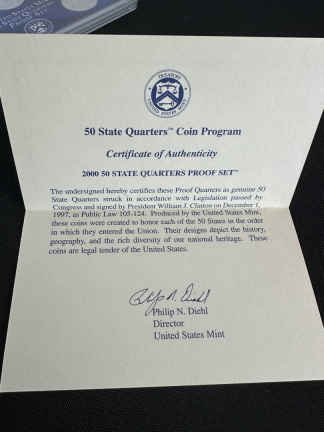 50 State Quarters™ Coin Program
Certificate of Authenticity
2000 50 STATE QUARTERS PROOF SET™
The undersigned hereby certifies these Proof Quarters as genuine 50
State Quarters struck in accordance with Legislation passed by
Congress and signed by President William J. Clinton on December 1,
1997, as Public Law 105-124. Produced by the United States Mint,
these coins were created to honor each of the 50 States in the order
in which they entered the Union. Their designs depict the history,
geography, and the rich diversity of our national heritage. These
coins are legal tender of the United States.
Philip N. Diehl
Philip N. Diehl
Director
United States Mint